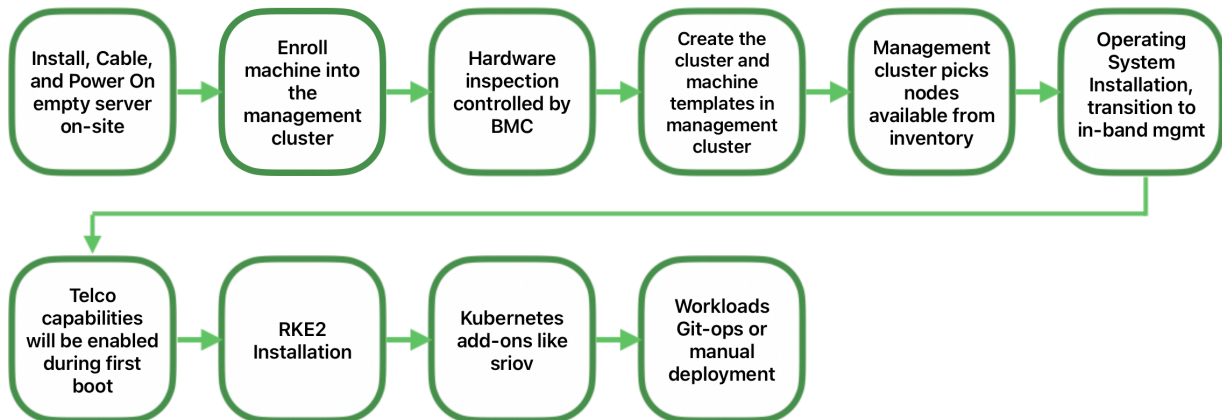 Install, Cable,
and Power On
empty server
on-site
Enroll
machine into
the
management
cluster
Hardware
inspection
controlled by
BMC
Create the
cluster and
machine
templates in
management
cluster
Management
cluster picks
nodes
available from
inventory
Operating
System
Installation,
transition to
in-band mgmt
Telco
capabilities
will be enabled
during first
boot
RKE2
Installation
Kubernetes
add-ons like
sriov
Workloads
Git-ops or
manual
deployment